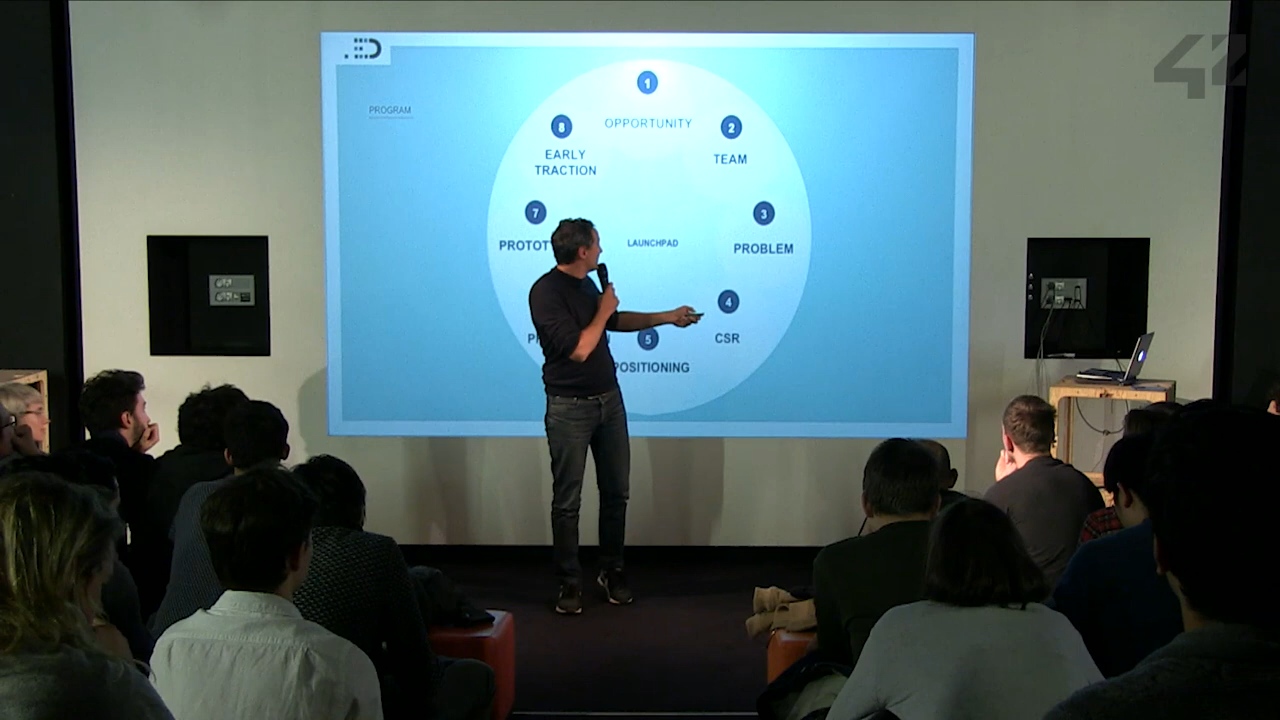 42
PROGRAM
1
OPPORTUNITY
2
TEAM
3
PROBLEM
4
CSR
5
POSITIONING
7
8
EARLY
TRACTION
LAUNCHPAD